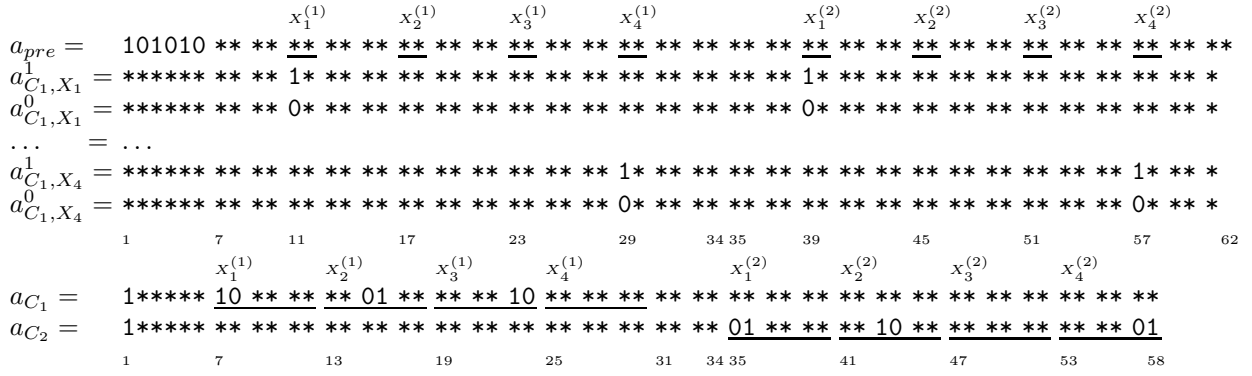 X_1^{(1)} X_2^{(1)} X_3^{(1)} X_4^{(1)} X_1^{(2)} X_2^{(2)} X_3^{(2)} X_4^{(2)}
a_{pre} = 101010 ** ** ** ** ** ** ** ** ** ** ** ** ** ** ** ** ** ** ** ** ** ** ** ** ** ** ** **
a^1_{C_1,X_1} = ****** ** ** 1* ** ** ** ** ** ** ** ** ** ** ** ** ** 1* ** ** ** ** ** ** ** ** ** ** *
a^0_{C_1,X_1} = ****** ** ** 0* ** ** ** ** ** ** ** ** ** ** ** ** ** 0* ** ** ** ** ** ** ** ** ** ** *
... = ...
a^1_{C_1,X_4} = ****** ** ** ** ** ** ** ** ** ** ** ** 1* ** ** ** ** ** ** ** ** ** ** ** ** ** 1* ** *
a^0_{C_1,X_4} = ****** ** ** ** ** ** ** ** ** ** ** ** 0* ** ** ** ** ** ** ** ** ** ** ** ** ** 0* ** *
1 7 11 17 23 29 34 35 39 45 51 57 62
X_1^{(1)} X_2^{(1)} X_3^{(1)} X_4^{(1)} X_1^{(2)} X_2^{(2)} X_3^{(2)} X_4^{(2)}
a_{C_1} = 1***** 10 ** ** ** 01 ** ** ** 10 ** ** ** ** ** ** ** ** ** ** ** ** ** ** ** ** **
a_{C_2} = 1***** ** ** ** ** ** ** ** ** ** ** ** ** ** ** 01 ** ** ** 10 ** ** ** ** ** ** 01
1 7 13 19 25 31 34 35 41 47 53 58